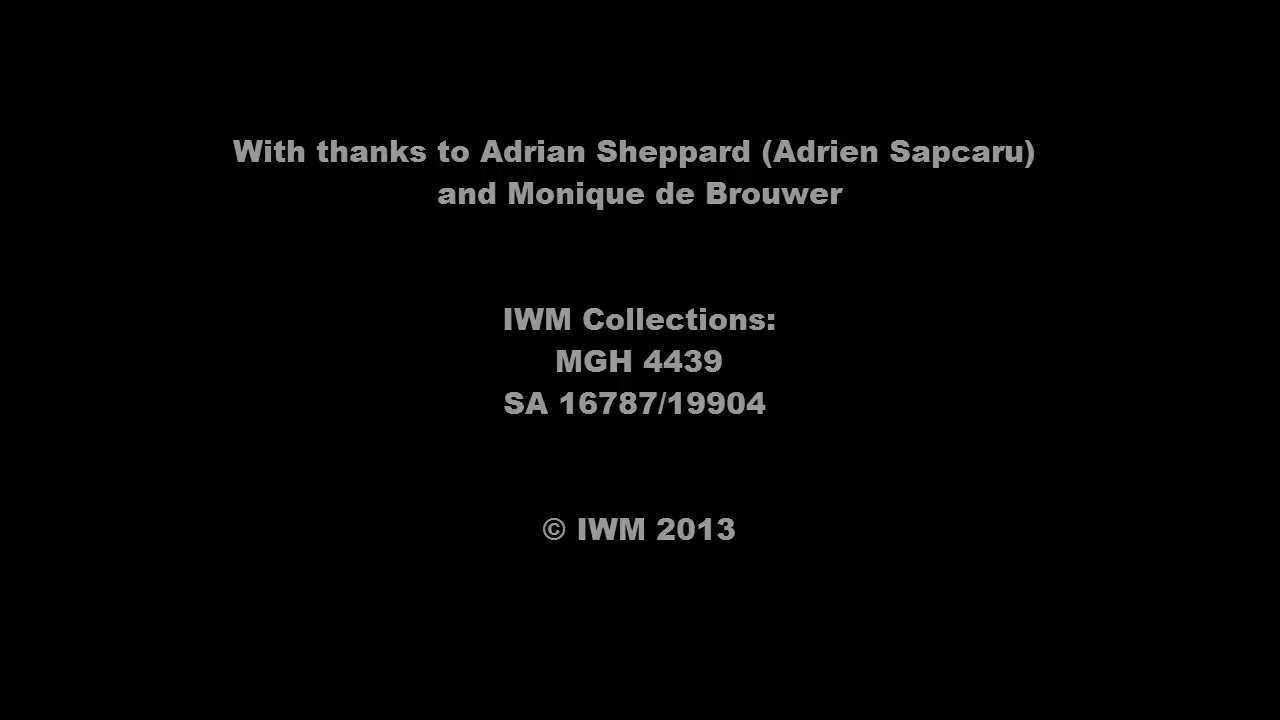 With thanks to Adrian Sheppard (Adrien Sapcaru)
and Monique de Brouwer
IWM Collections:
MGH 4439
SA 16787/19904
© IWM 2013